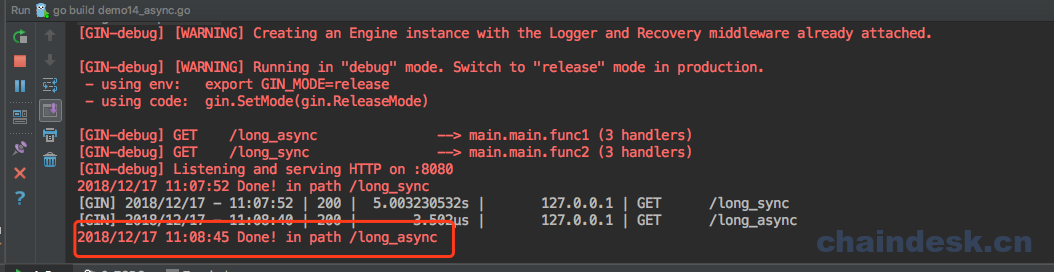 Run go build demo14_async.go
[GIN-debug] [WARNING] Creating an Engine instance with the Logger and Recovery middleware already attached.
[GIN-debug] [WARNING] Running in "debug" mode. Switch to "release" mode in production.
- using env: export GIN_MODE=release
- using code: gin.SetMode(gin.ReleaseMode)
[GIN-debug] GET /long_async --> main.main.func1 (3 handlers)
[GIN-debug] GET /long_sync --> main.main.func2 (3 handlers)
[GIN-debug] Listening and serving HTTP on :8080
2018/12/17 11:07:52 Done! in path /long_sync
[GIN] 2018/12/17 - 11:07:52 | 200 | 5.003230532s | 127.0.0.1 | GET /long_sync
[GIN] 2018/12/17 - 11:08:40 | 200 | 3.502µs | 127.0.0.1 | GET /long_async
2018/12/17 11:08:45 Done! in path /long_async
chaindesk.cn